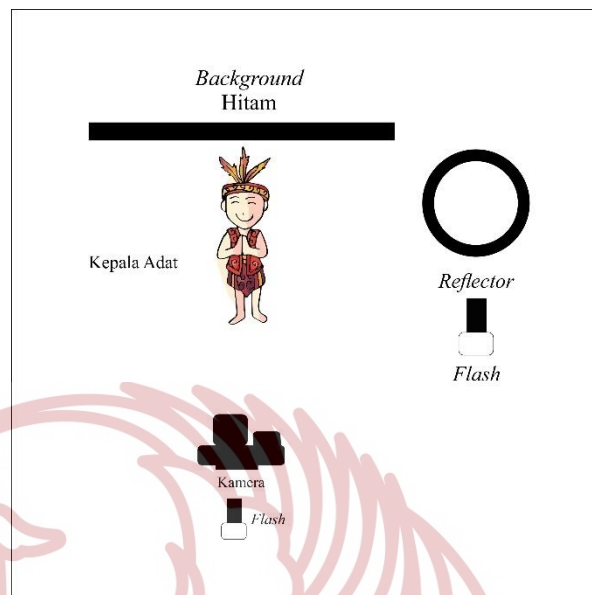 Background
Hitam
Kepala Adat
Reflector
Flash
Kamera
Flash